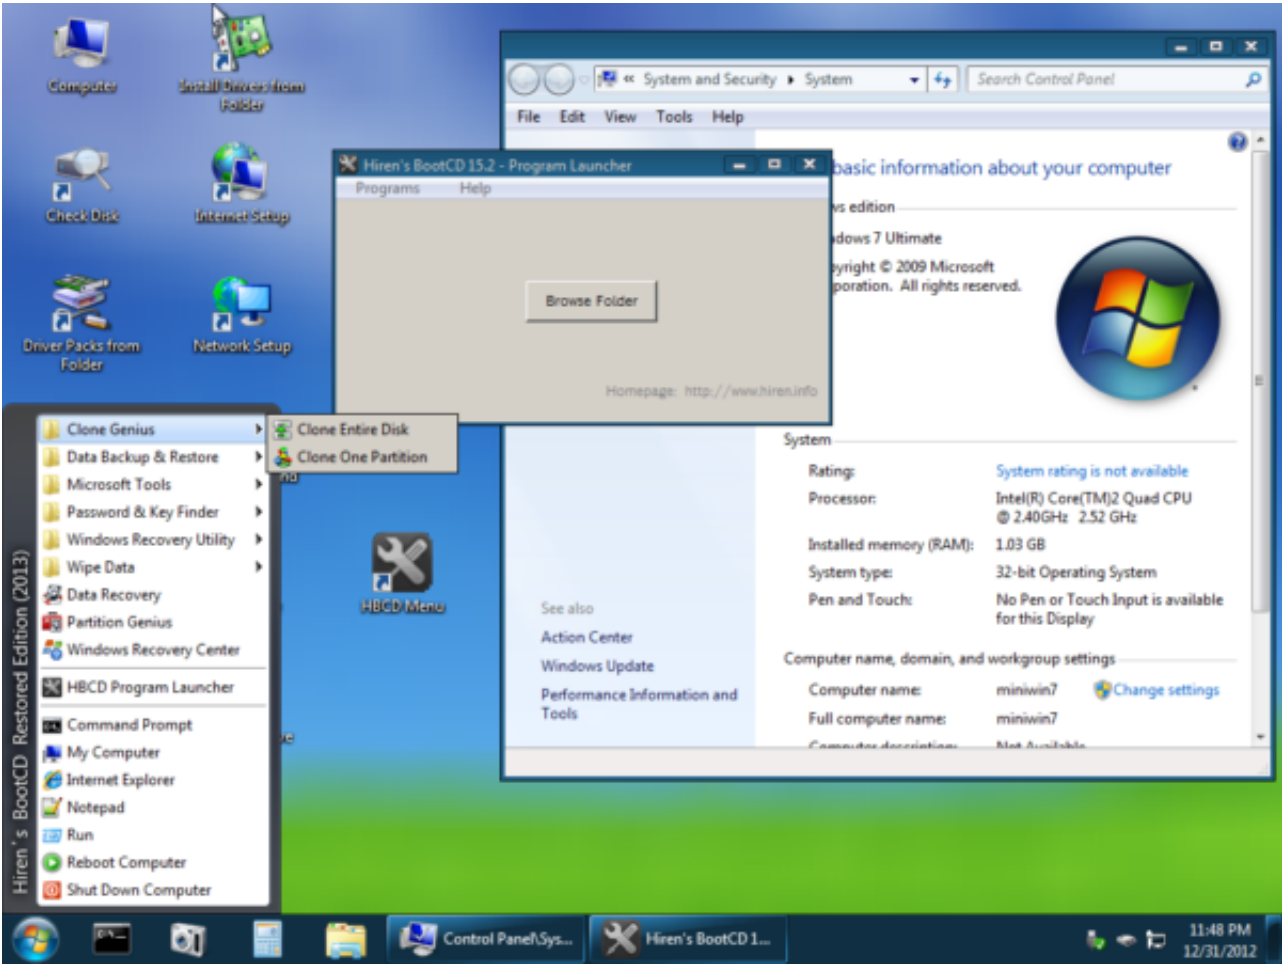 Computer
Install Drivers from
Folder
Check Disk
Internet Setup
Driver Packs from
Folder
Network Setup
HBCD Menu
« System and Security ▸ System
Search Control Panel
File Edit View Tools Help
basic information about your computer
ws edition
dows 7 Ultimate
yright © 2009 Microsoft
poration. All rights reserved.
Hiren's BootCD 15.2 - Program Launcher
Programs Help
Browse Folder
Homepage: http://www.hiren.info
System
Rating: System rating is not available
Processor: Intel(R) Core(TM)2 Quad CPU
@ 2.40GHz 2.52 GHz
Installed memory (RAM): 1.03 GB
System type: 32-bit Operating System
Pen and Touch: No Pen or Touch Input is available
for this Display
Computer name, domain, and workgroup settings
Computer name: miniwin7 Change settings
Full computer name: miniwin7
Computer description: Not Available
See also
Action Center
Windows Update
Performance Information and
Tools
Hiren's BootCD Restored Edition (2013)
Clone Genius
Data Backup & Restore
Microsoft Tools
Password & Key Finder
Windows Recovery Utility
Wipe Data
Data Recovery
Partition Genius
Windows Recovery Center
HBCD Program Launcher
Command Prompt
My Computer
Internet Explorer
Notepad
Run
Reboot Computer
Shut Down Computer
Clone Entire Disk
Clone One Partition
Control Panel\Sys...
Hiren's BootCD 1...
11:48 PM
12/31/2012